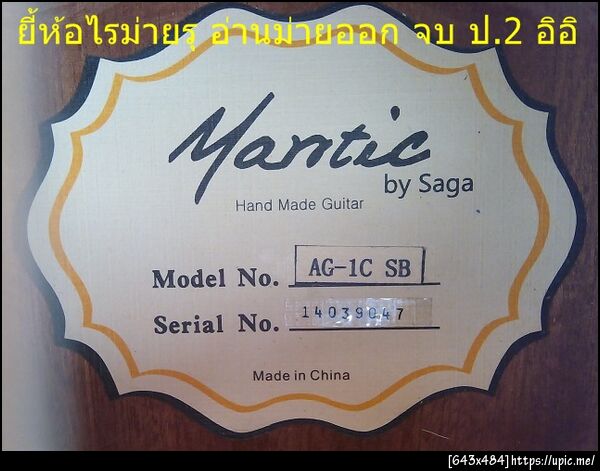 ยี้ห้อไรม่ายรุ อ่านม่ายออก จบ ป.2 อิอิ
Mantic
by Saga
Hand Made Guitar
Model No. AG-1C SB
Serial No. 14039047
Made in China
[643x484]https://upic.me/